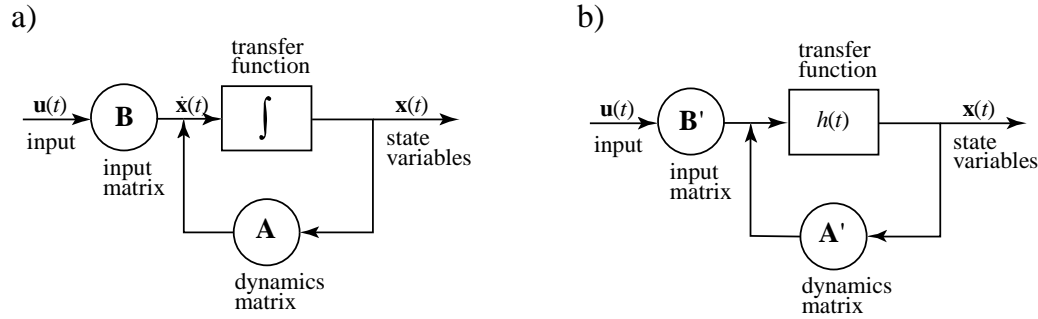 a)
transfer
function
u(t)
B
ẋ(t)
∫
x(t)
input
input
matrix
state
variables
A
dynamics
matrix
b)
transfer
function
u(t)
B'
h(t)
x(t)
input
input
matrix
state
variables
A'
dynamics
matrix